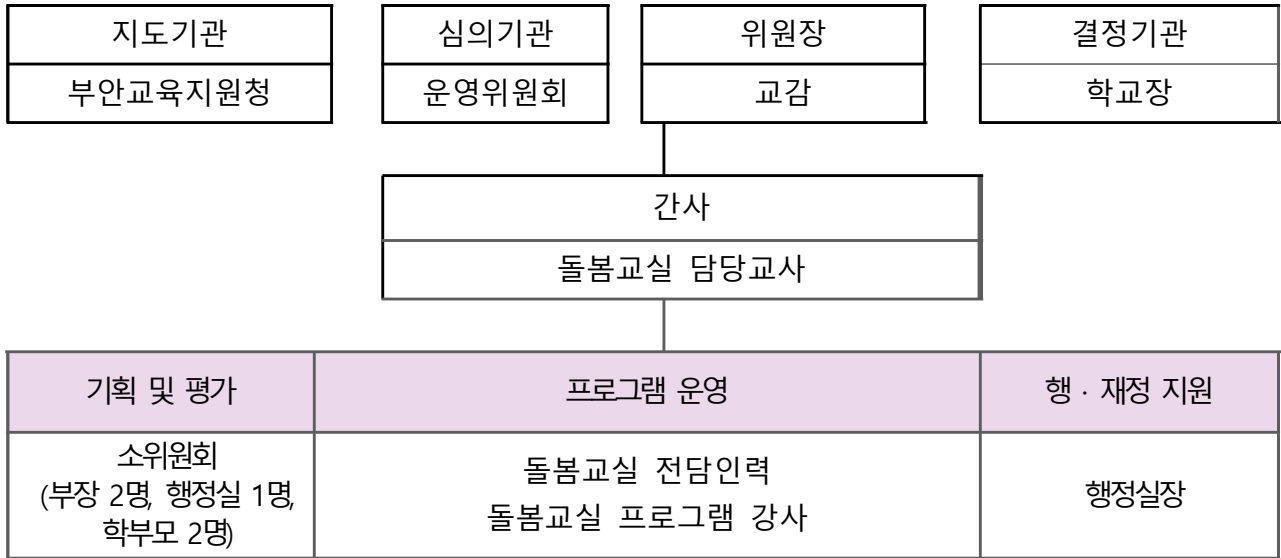 지도기관
심의기관
위원장
결정기관
부안교육지원청
운영위원회
교감
학교장
간사
돌봄교실 담당교사
기획 및 평가
프로그램 운영
행·재정 지원
소위원회
(부장 2명, 행정실 1명,
학부모 2명)
돌봄교실 전담인력
돌봄교실 프로그램 강사
행정실장